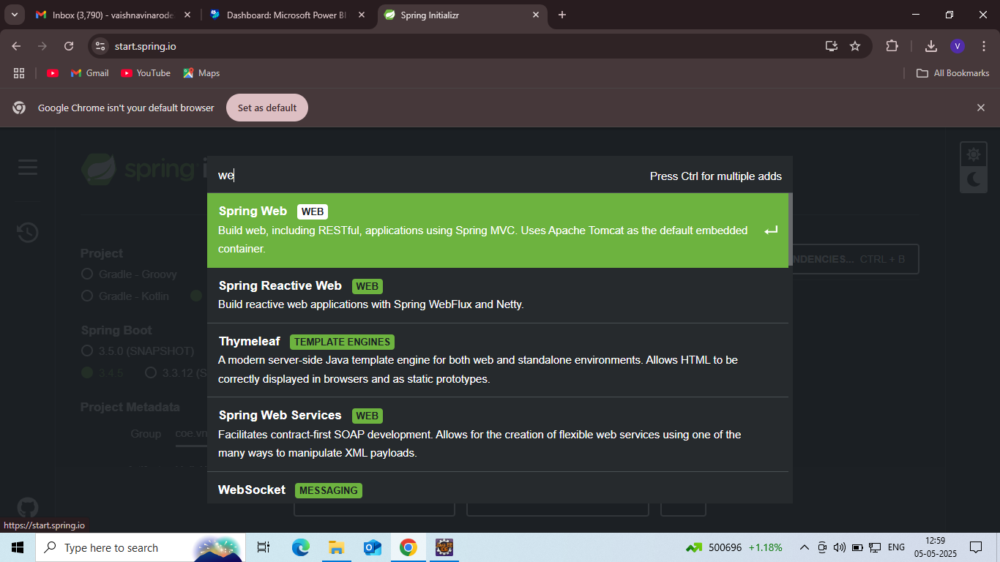 Inbox (3,790) - vaishnavinarode
Dashboard: Microsoft Power BI
Spring Initializr
start.spring.io
V
Gmail
YouTube
Maps
All Bookmarks
Google Chrome isn't your default browser
Set as default
spring i
we
Press Ctrl for multiple adds
Spring Web WEB
Build web, including RESTful, applications using Spring MVC. Uses Apache Tomcat as the default embedded
container.
Project
Gradle - Groovy
Gradle - Kotlin
NDENCIES... CTRL + B
Spring Reactive Web WEB
Build reactive web applications with Spring WebFlux and Netty.
Spring Boot
3.5.0 (SNAPSHOT)
3.4.5
3.3.12 (S
Thymeleaf TEMPLATE ENGINES
A modern server-side Java template engine for both web and standalone environments. Allows HTML to be
correctly displayed in browsers and as static prototypes.
Project Metadata
Group coe.vn
Spring Web Services WEB
Facilitates contract-first SOAP development. Allows for the creation of flexible web services using one of the
many ways to manipulate XML payloads.
WebSocket MESSAGING
https://start.spring.io
Type here to search
500696 +1.18%
ENG
12:59
05-05-2025